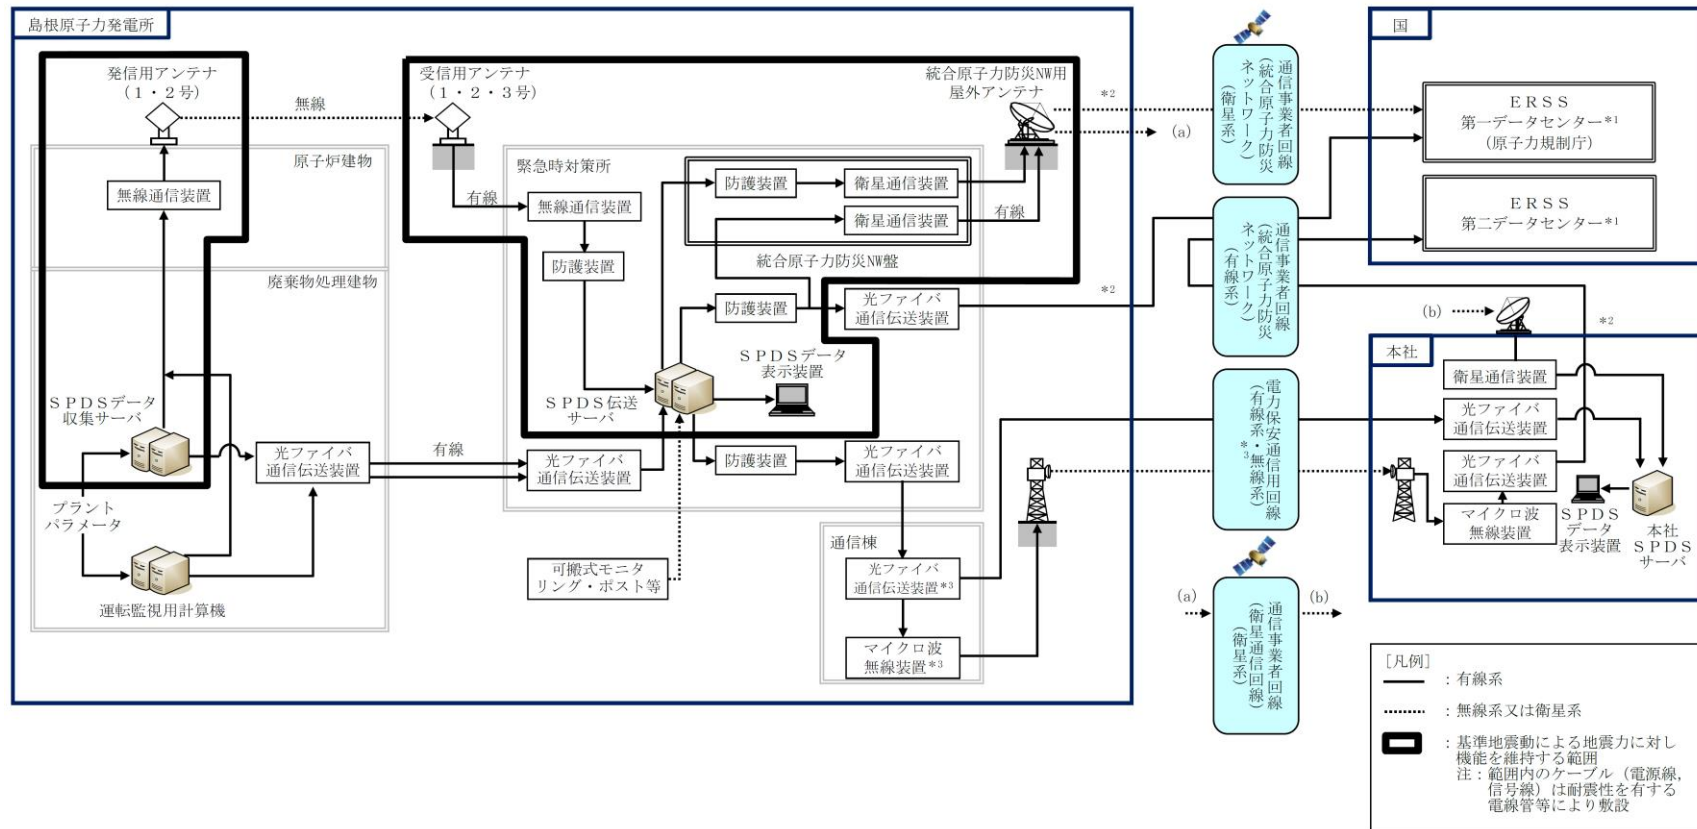 島根原子力発電所
発信用アンテナ
(1・2号)
無線
受信用アンテナ
(1・2・3号)
統合原子力防災NW用
屋外アンテナ
*2
(a)
原子炉建物
無線通信装置
有線
緊急時対策所
無線通信装置
防護装置
防護装置
衛星通信装置
衛星通信装置
有線
統合原子力防災NW盤
廃棄物処理建物
防護装置
光ファイバ
通信伝送装置
*2
SPDSデータ
収集サーバ
SPDS伝送
サーバ
SPDSデータ
表示装置
光ファイバ
通信伝送装置
有線
光ファイバ
通信伝送装置
防護装置
光ファイバ
通信伝送装置
プラント
パラメータ
運転監視用計算機
可搬式モニタ
リング・ポスト等
通信棟
光ファイバ
通信伝送装置*3
マイクロ波
無線装置*3
通信事業者回線
(統合原子力防災
ネットワーク)
(衛星系)
通信事業者回線
(統合原子力防災
ネットワーク)
(有線系)
電力保安通信用回線
(有線系・無線系)
*3
(a)
(b)
通信事業者回線
(衛星通信回線)
(衛星系)
国
ERSS
第一データセンター*1
(原子力規制庁)
ERSS
第二データセンター*1
(b)
*2
本社
衛星通信装置
光ファイバ
通信伝送装置
光ファイバ
通信伝送装置
マイクロ波
無線装置
SPDS
データ
表示装置
本社
SPDS
サーバ
[凡例]
:有線系
:無線系又は衛星系
:基準地震動による地震力に対し
機能を維持する範囲
注:範囲内のケーブル(電源線,
信号線)は耐震性を有する
電線管等により敷設